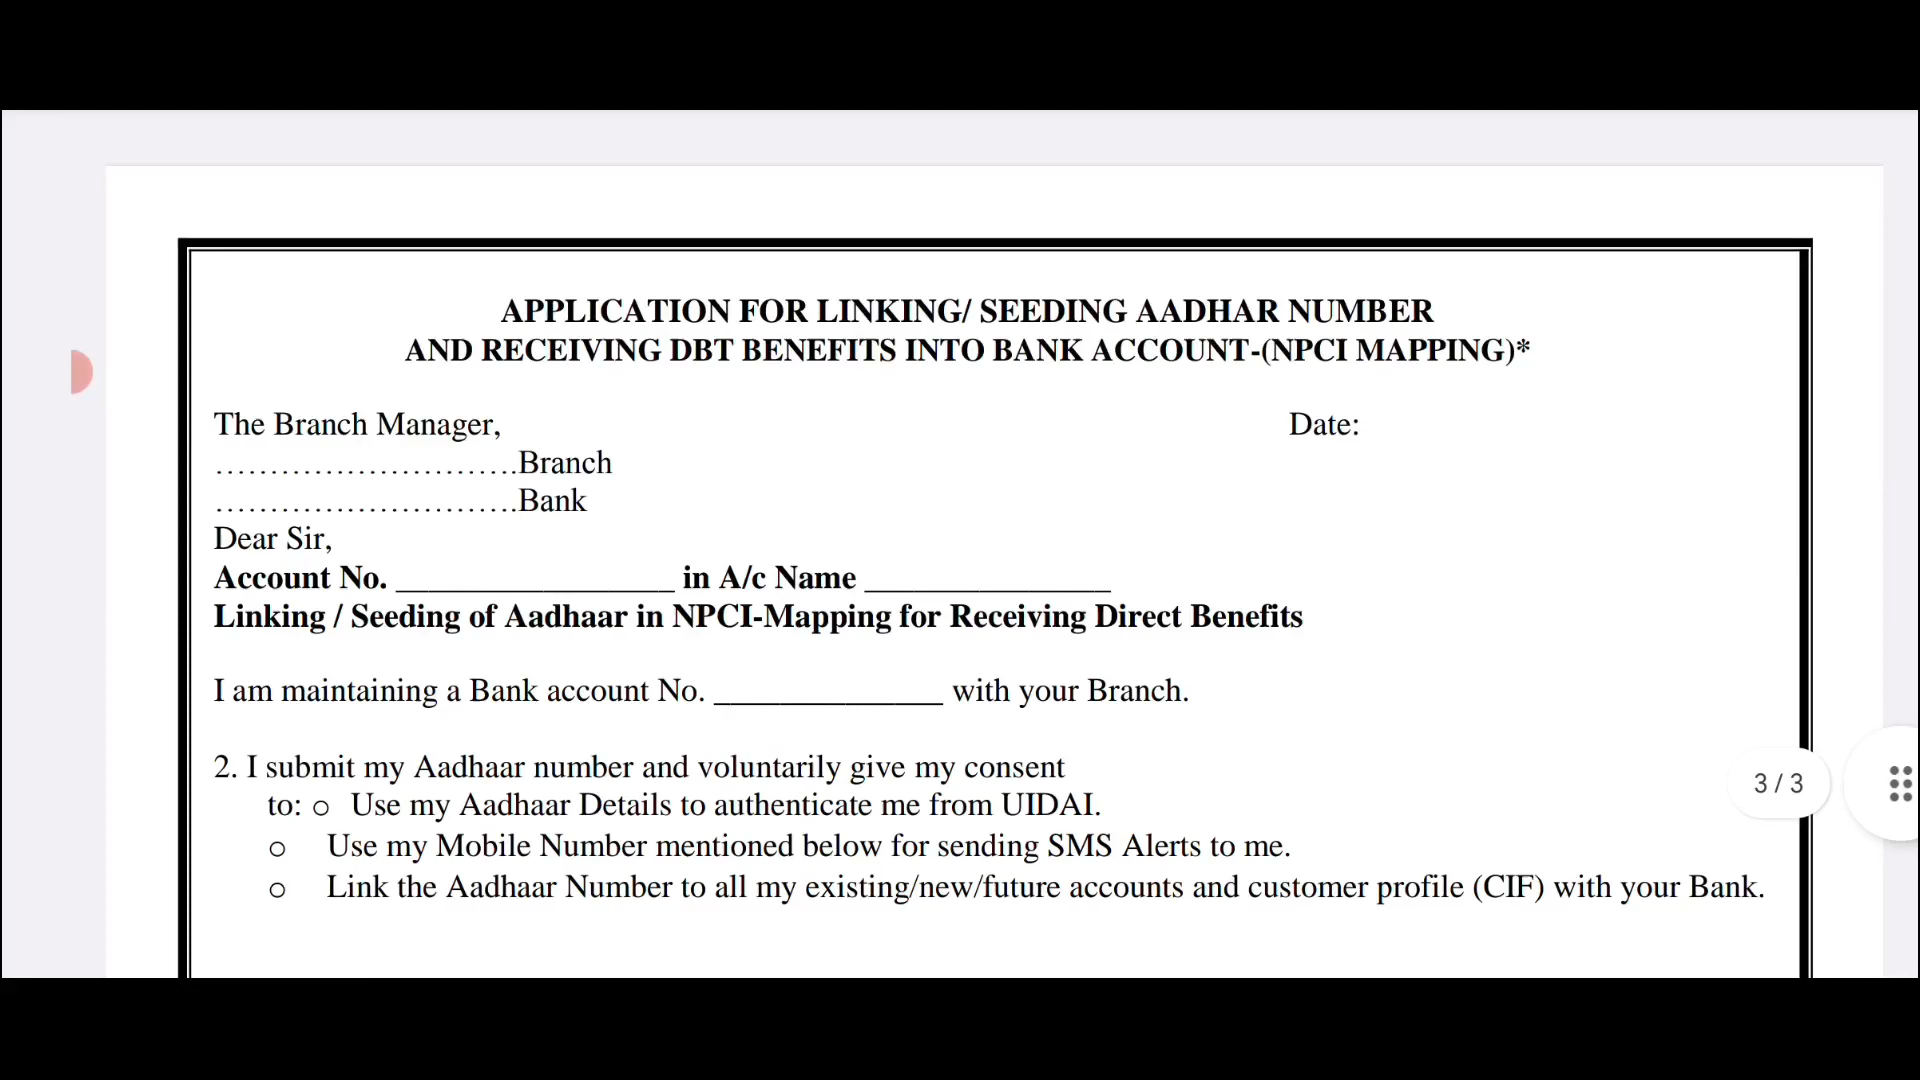 APPLICATION FOR LINKING/ SEEDING AADHAR NUMBER
AND RECEIVING DBT BENEFITS INTO BANK ACCOUNT-(NPCI MAPPING)*
The Branch Manager, Date:
……………………….Branch
……………………….Bank
Dear Sir,
Account No. _________________ in A/c Name _______________
Linking / Seeding of Aadhaar in NPCI-Mapping for Receiving Direct Benefits
I am maintaining a Bank account No. ______________ with your Branch.
2. I submit my Aadhaar number and voluntarily give my consent
to: o Use my Aadhaar Details to authenticate me from UIDAI.
o Use my Mobile Number mentioned below for sending SMS Alerts to me.
o Link the Aadhaar Number to all my existing/new/future accounts and customer profile (CIF) with your Bank.
3 / 3